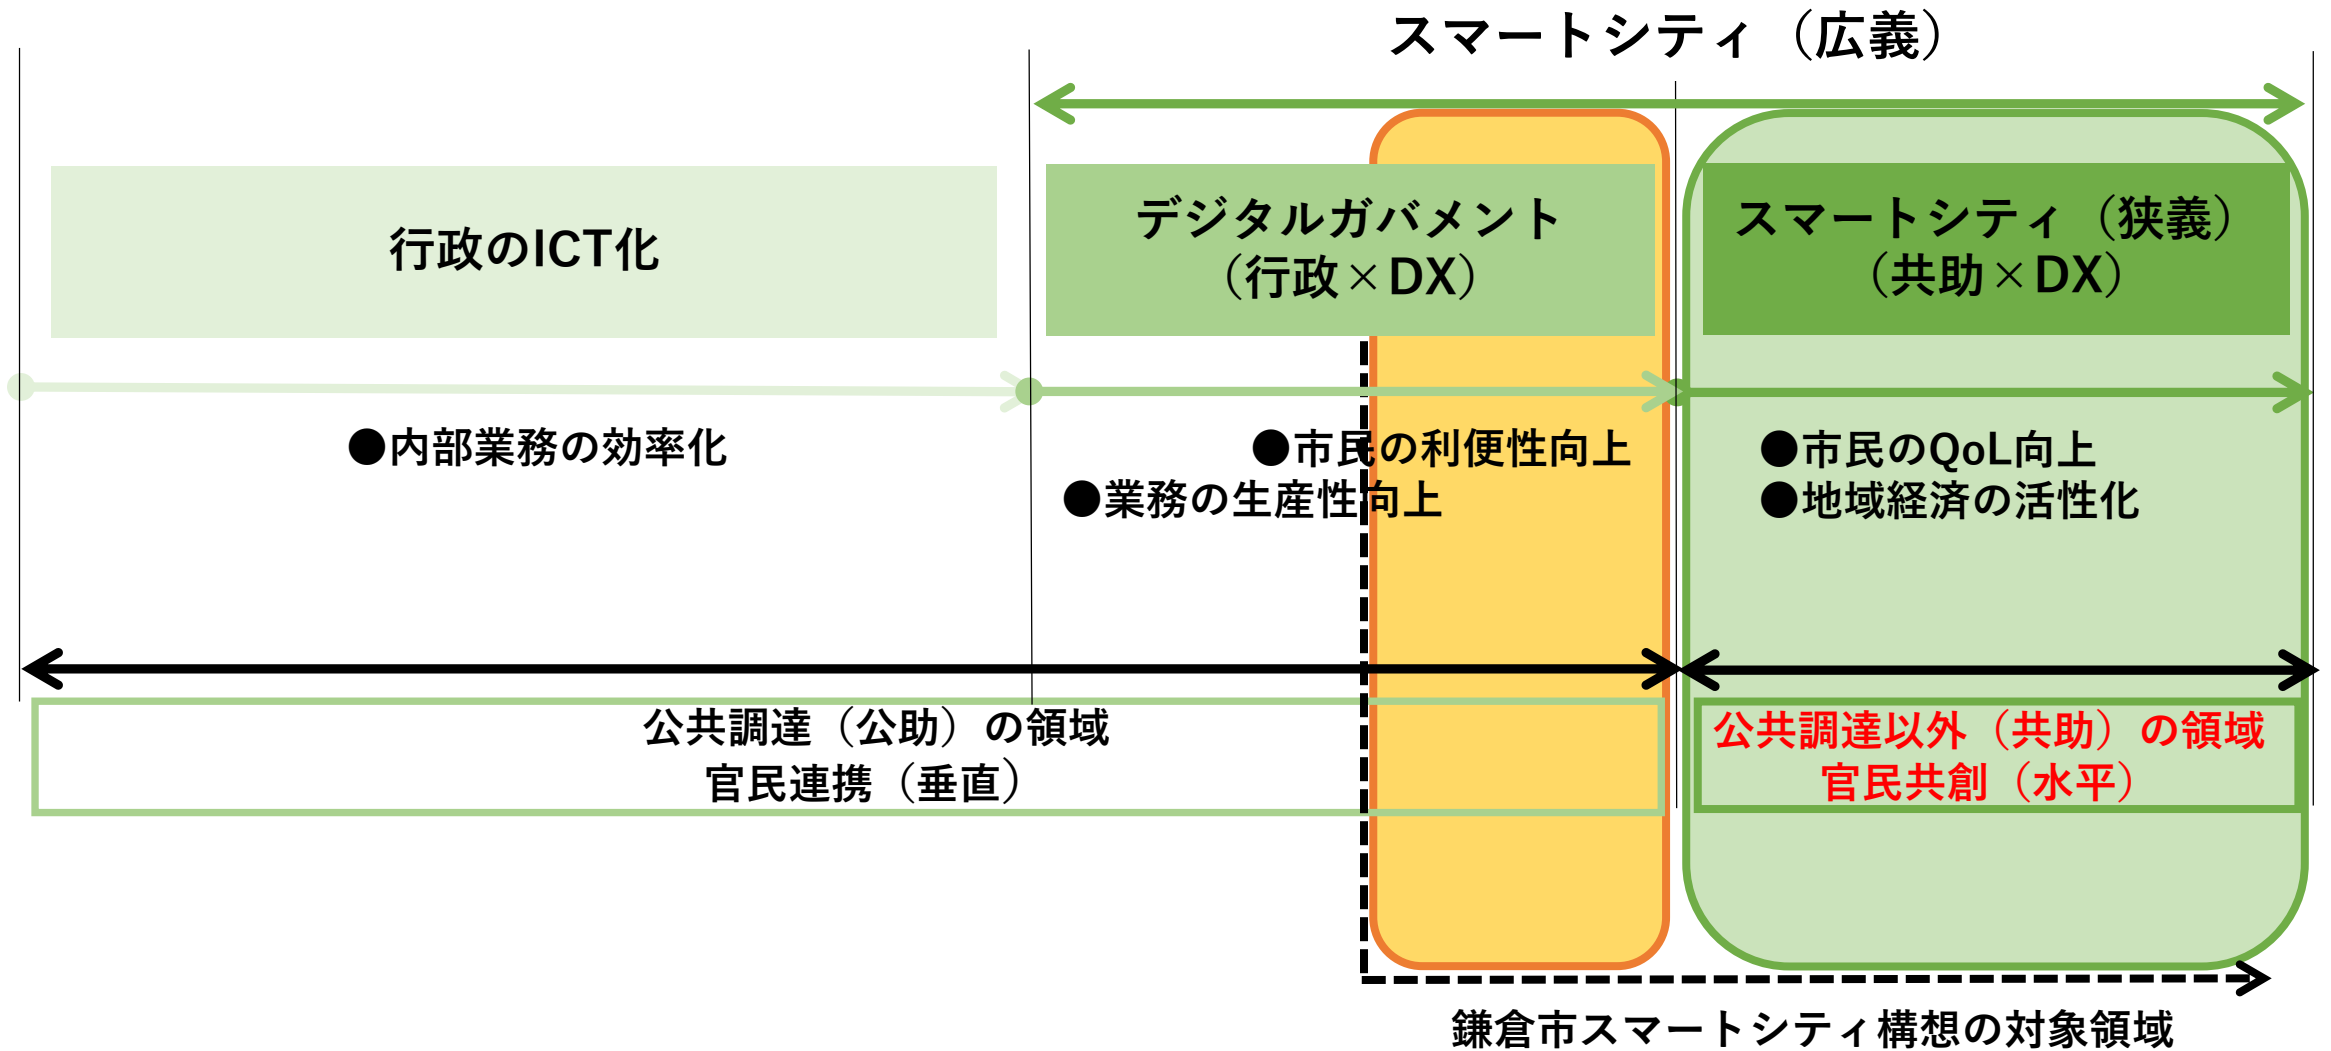 スマートシティ（広義）
行政のICT化
デジタルガバメント
（行政×DX）
スマートシティ（狭義）
（共助×DX）
●内部業務の効率化
●市民の利便性向上
●業務の生産性向上
●市民のQoL向上
●地域経済の活性化
公共調達（公助）の領域
官民連携（垂直）
公共調達以外（共助）の領域
官民共創（水平）
鎌倉市スマートシティ構想の対象領域